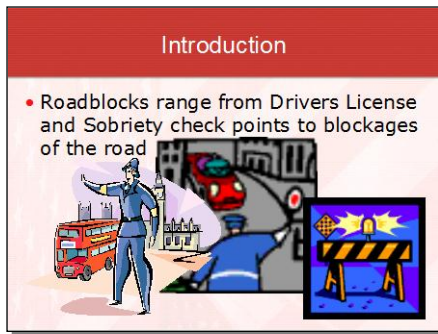 Introduction
• Roadblocks range from Drivers License
and Sobriety check points to blockages
of the road